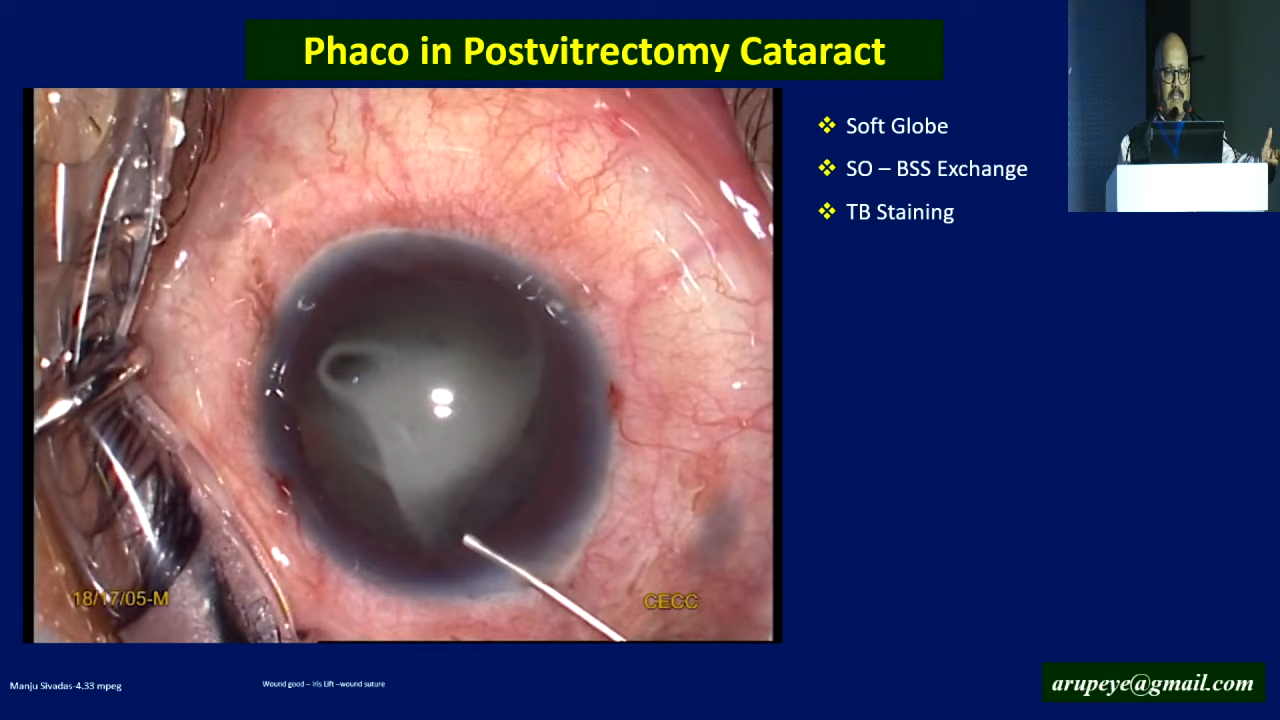 Phaco in Postvitrectomy Cataract
Soft Globe
SO – BSS Exchange
TB Staining
18/17/05-M
CECC
Manju Sivadas-4.33 mpeg
Wound good – Iris Lift –wound suture
arupeye@gmail.com